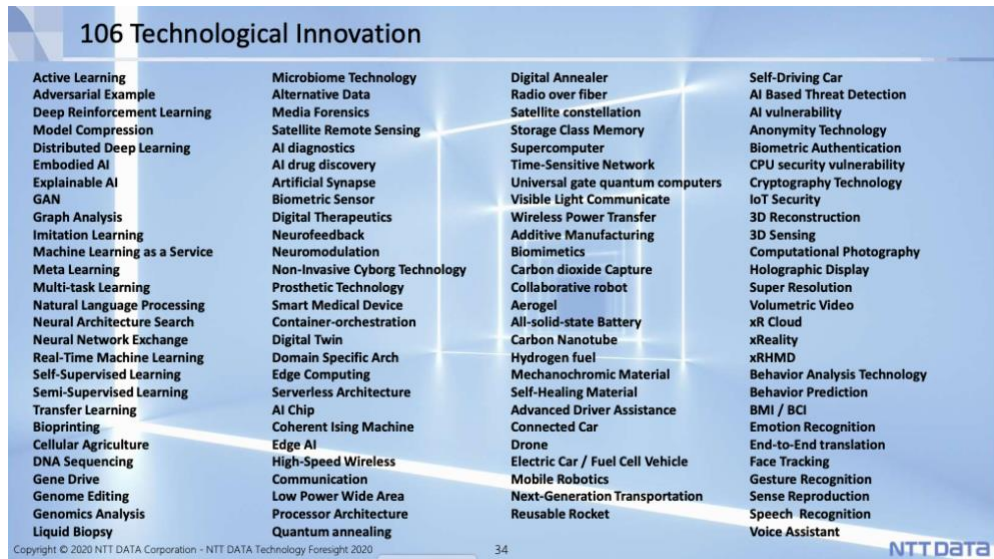 106 Technological Innovation
Active Learning
Adversarial Example
Deep Reinforcement Learning
Model Compression
Distributed Deep Learning
Embodied AI
Explainable AI
GAN
Graph Analysis
Imitation Learning
Machine Learning as a Service
Meta Learning
Multi-task Learning
Natural Language Processing
Neural Architecture Search
Neural Network Exchange
Real-Time Machine Learning
Self-Supervised Learning
Semi-Supervised Learning
Transfer Learning
Bioprinting
Cellular Agriculture
DNA Sequencing
Gene Drive
Genome Editing
Genomics Analysis
Liquid Biopsy
Microbiome Technology
Alternative Data
Media Forensics
Satellite Remote Sensing
AI diagnostics
AI drug discovery
Artificial Synapse
Biometric Sensor
Digital Therapeutics
Neurofeedback
Neuromodulation
Non-Invasive Cyborg Technology
Prosthetic Technology
Smart Medical Device
Container-orchestration
Digital Twin
Domain Specific Arch
Edge Computing
Serverless Architecture
AI Chip
Coherent Ising Machine
Edge AI
High-Speed Wireless
Communication
Low Power Wide Area
Processor Architecture
Quantum annealing
Digital Annealer
Radio over fiber
Satellite constellation
Storage Class Memory
Supercomputer
Time-Sensitive Network
Universal gate quantum computers
Visible Light Communicate
Wireless Power Transfer
Additive Manufacturing
Biomimetics
Carbon dioxide Capture
Collaborative robot
Aerogel
All-solid-state Battery
Carbon Nanotube
Hydrogen fuel
Mechanochromic Material
Self-Healing Material
Advanced Driver Assistance
Connected Car
Drone
Electric Car / Fuel Cell Vehicle
Mobile Robotics
Next-Generation Transportation
Reusable Rocket
Self-Driving Car
AI Based Threat Detection
AI vulnerability
Anonymity Technology
Biometric Authentication
CPU security vulnerability
Cryptography Technology
IoT Security
3D Reconstruction
3D Sensing
Computational Photography
Holographic Display
Super Resolution
Volumetric Video
xR Cloud
xReality
xRHMD
Behavior Analysis Technology
Behavior Prediction
BMI / BCI
Emotion Recognition
End-to-End translation
Face Tracking
Gesture Recognition
Sense Reproduction
Speech Recognition
Voice Assistant
Copyright © 2020 NTT DATA Corporation - NTT DATA Technology Foresight 2020
34
NTT DATA